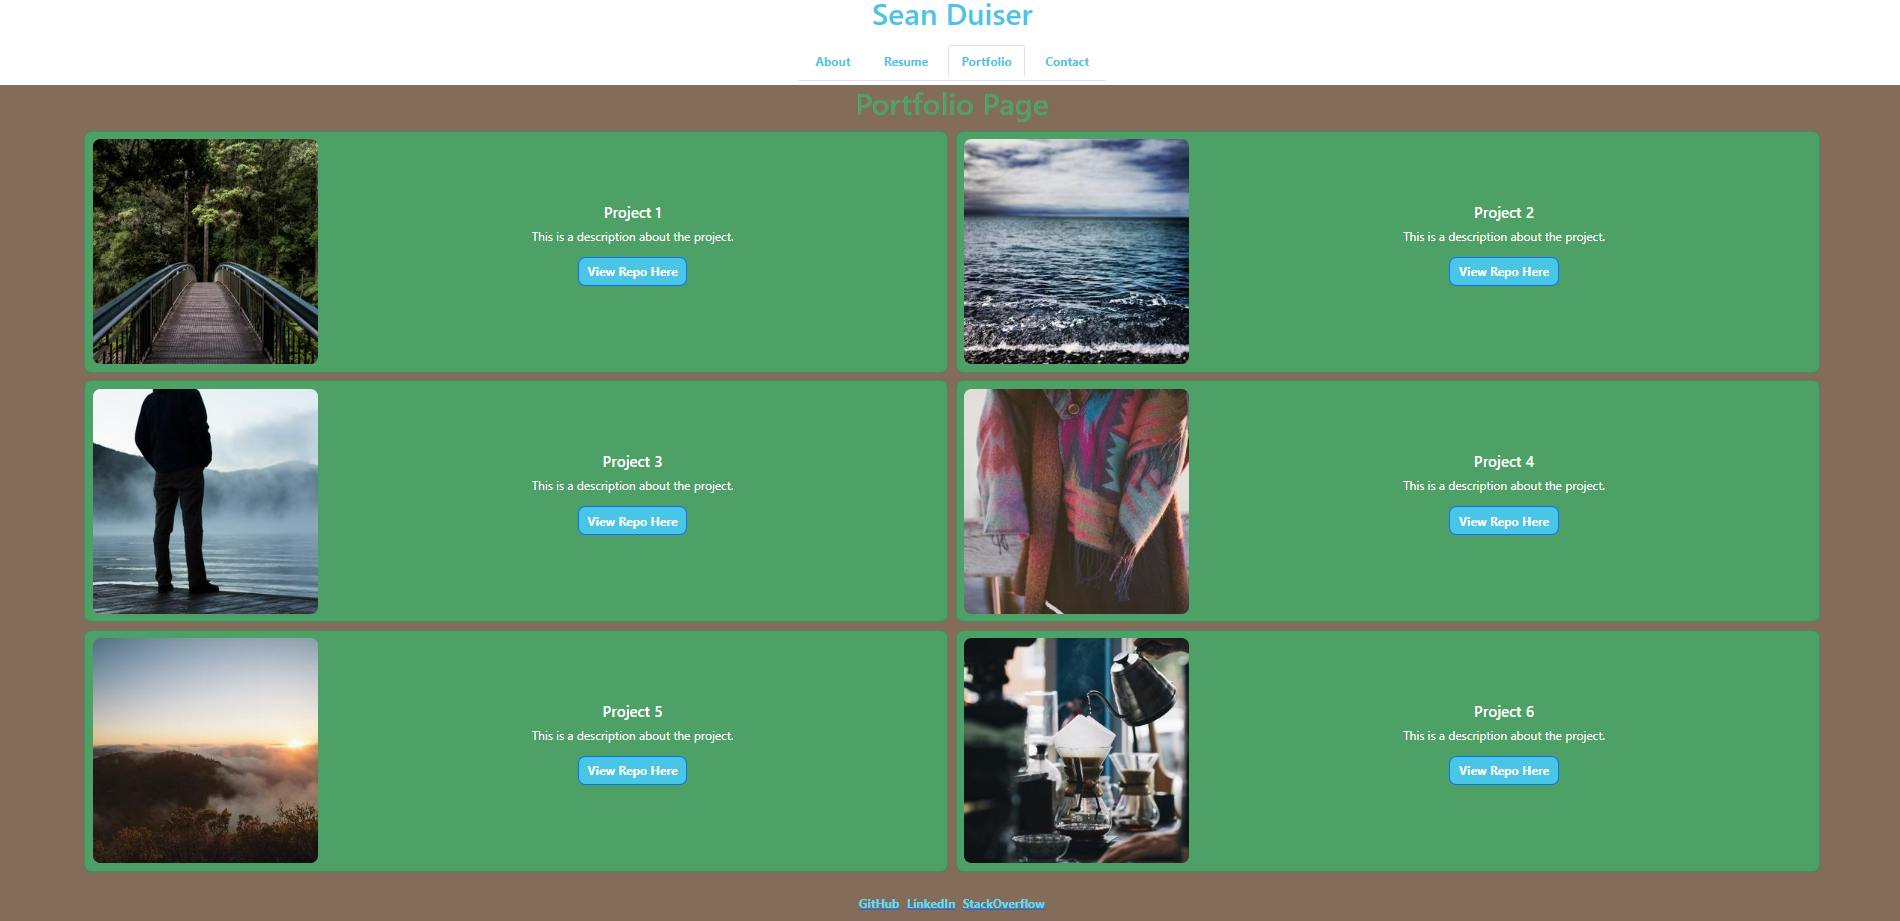 Sean Duiser
About Resume Portfolio Contact
Portfolio Page
Project 1
This is a description about the project.
View Repo Here
Project 2
This is a description about the project.
View Repo Here
Project 3
This is a description about the project.
View Repo Here
Project 4
This is a description about the project.
View Repo Here
Project 5
This is a description about the project.
View Repo Here
Project 6
This is a description about the project.
View Repo Here
GitHub LinkedIn StackOverflow